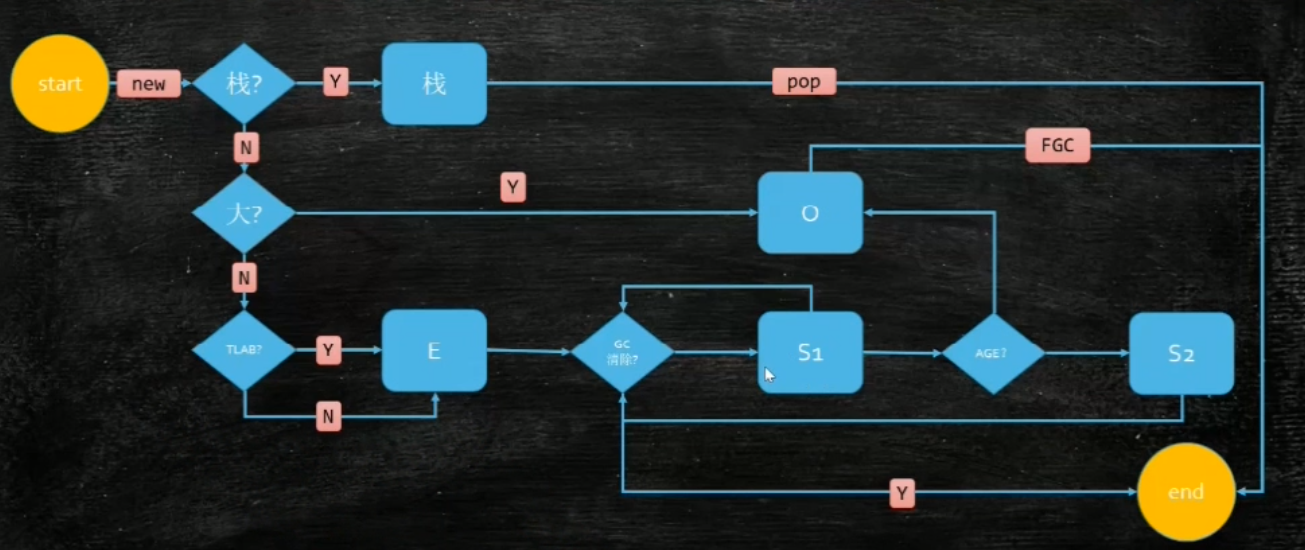 start
new
栈?
Y
栈
pop
N
FGC
大?
Y
O
N
TLAB?
Y
E
GC
清除?
S1
AGE?
S2
N
Y
end